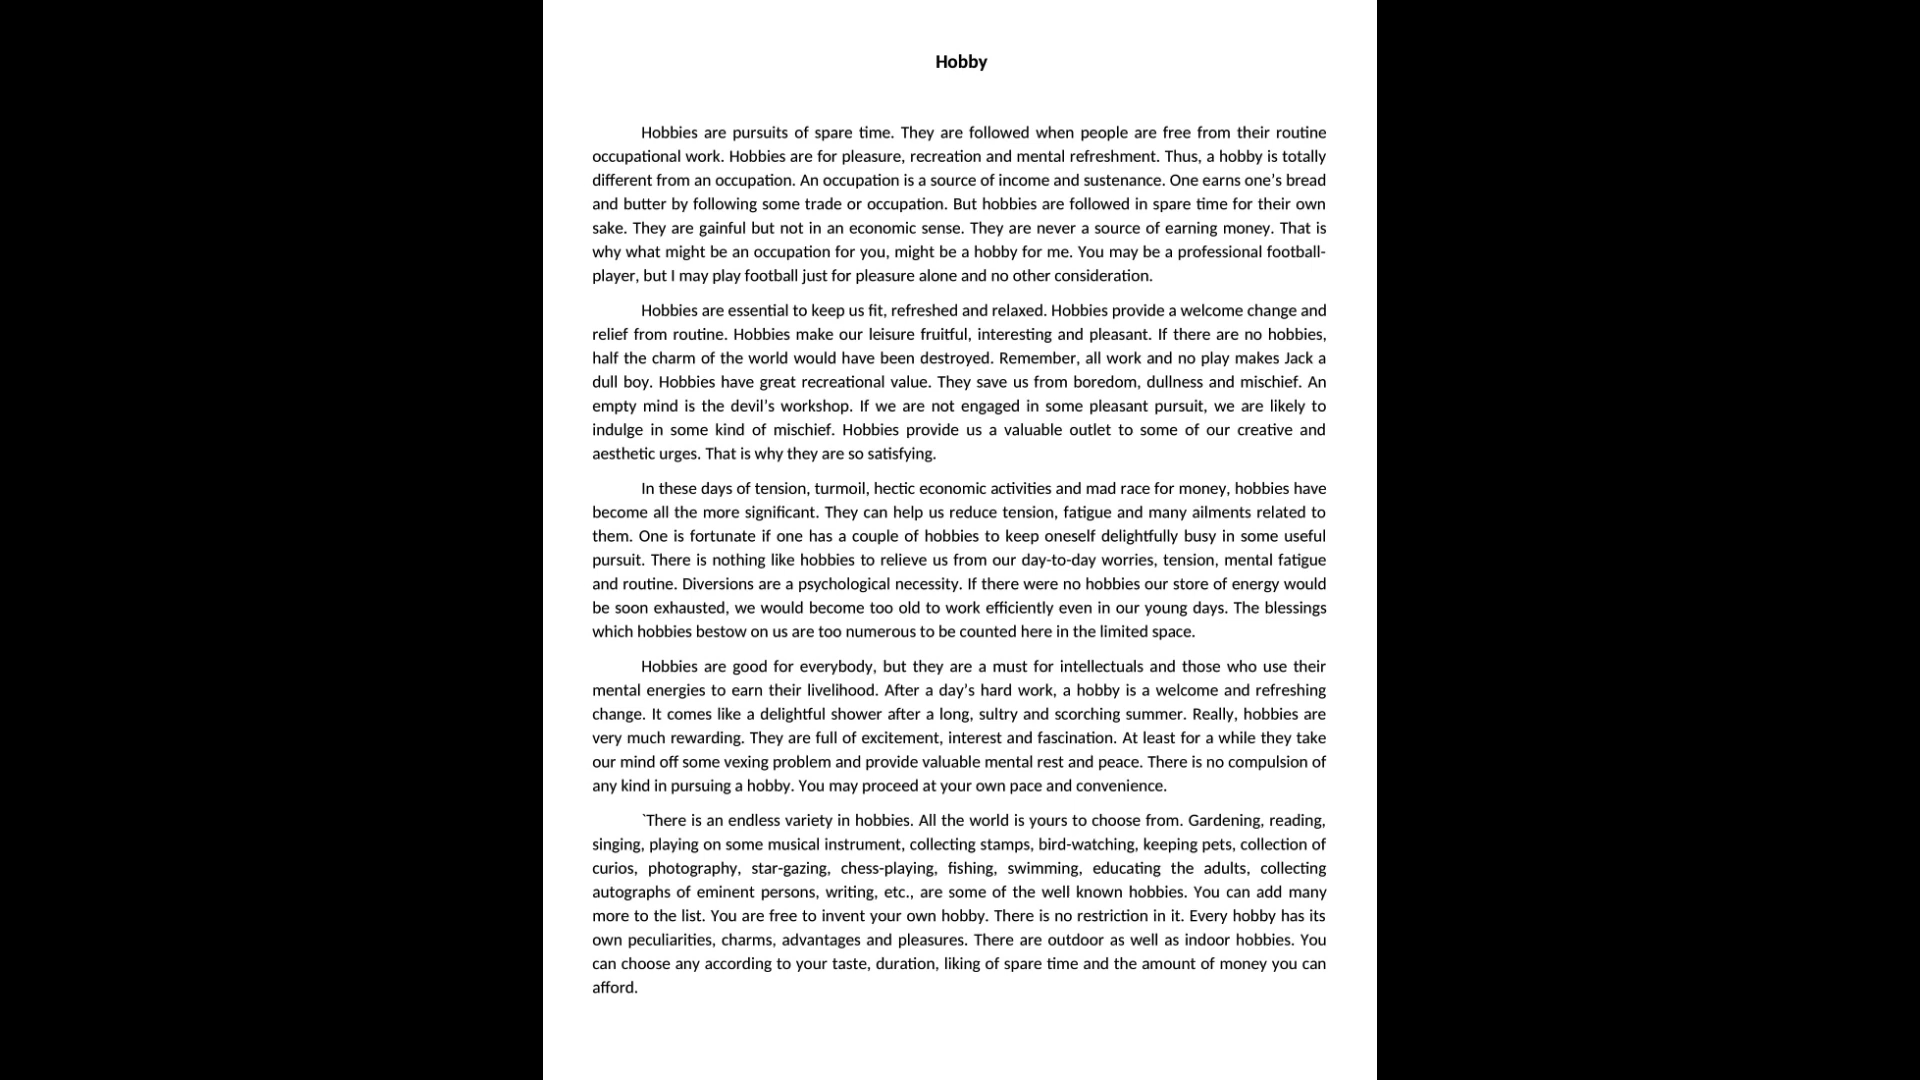 Hobby
Hobbies are pursuits of spare time. They are followed when people are free from their routine
occupational work. Hobbies are for pleasure, recreation and mental refreshment. Thus, a hobby is totally
different from an occupation. An occupation is a source of income and sustenance. One earns one’s bread
and butter by following some trade or occupation. But hobbies are followed in spare time for their own
sake. They are gainful but not in an economic sense. They are never a source of earning money. That is
why what might be an occupation for you, might be a hobby for me. You may be a professional football-
player, but I may play football just for pleasure alone and no other consideration.
Hobbies are essential to keep us fit, refreshed and relaxed. Hobbies provide a welcome change and
relief from routine. Hobbies make our leisure fruitful, interesting and pleasant. If there are no hobbies,
half the charm of the world would have been destroyed. Remember, all work and no play makes Jack a
dull boy. Hobbies have great recreational value. They save us from boredom, dullness and mischief. An
empty mind is the devil’s workshop. If we are not engaged in some pleasant pursuit, we are likely to
indulge in some kind of mischief. Hobbies provide us a valuable outlet to some of our creative and
aesthetic urges. That is why they are so satisfying.
In these days of tension, turmoil, hectic economic activities and mad race for money, hobbies have
become all the more significant. They can help us reduce tension, fatigue and many ailments related to
them. One is fortunate if one has a couple of hobbies to keep oneself delightfully busy in some useful
pursuit. There is nothing like hobbies to relieve us from our day-to-day worries, tension, mental fatigue
and routine. Diversions are a psychological necessity. If there were no hobbies our store of energy would
be soon exhausted, we would become too old to work efficiently even in our young days. The blessings
which hobbies bestow on us are too numerous to be counted here in the limited space.
Hobbies are good for everybody, but they are a must for intellectuals and those who use their
mental energies to earn their livelihood. After a day’s hard work, a hobby is a welcome and refreshing
change. It comes like a delightful shower after a long, sultry and scorching summer. Really, hobbies are
very much rewarding. They are full of excitement, interest and fascination. At least for a while they take
our mind off some vexing problem and provide valuable mental rest and peace. There is no compulsion of
any kind in pursuing a hobby. You may proceed at your own pace and convenience.
`There is an endless variety in hobbies. All the world is yours to choose from. Gardening, reading,
singing, playing on some musical instrument, collecting stamps, bird-watching, keeping pets, collection of
curios, photography, star-gazing, chess-playing, fishing, swimming, educating the adults, collecting
autographs of eminent persons, writing, etc., are some of the well known hobbies. You can add many
more to the list. You are free to invent your own hobby. There is no restriction in it. Every hobby has its
own peculiarities, charms, advantages and pleasures. There are outdoor as well as indoor hobbies. You
can choose any according to your taste, duration, liking of spare time and the amount of money you can
afford.